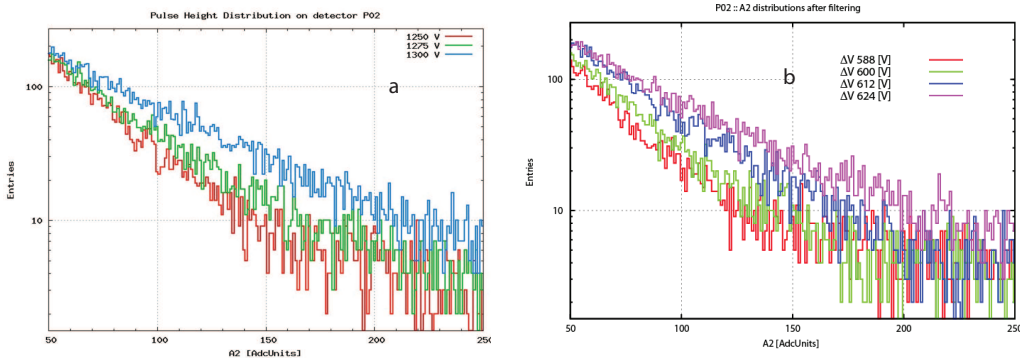 Pulse Height Distribution on detector P02
1250 V
1275 V
1300 V
a
100
10
Entries
50
100
150
200
250
A2 [AdcUnits]
P02 :: A2 distributions after filtering
ΔV 588 [V]
ΔV 600 [V]
ΔV 612 [V]
ΔV 624 [V]
b
100
10
Entries
50
100
150
200
250
A2 [AdcUnits]